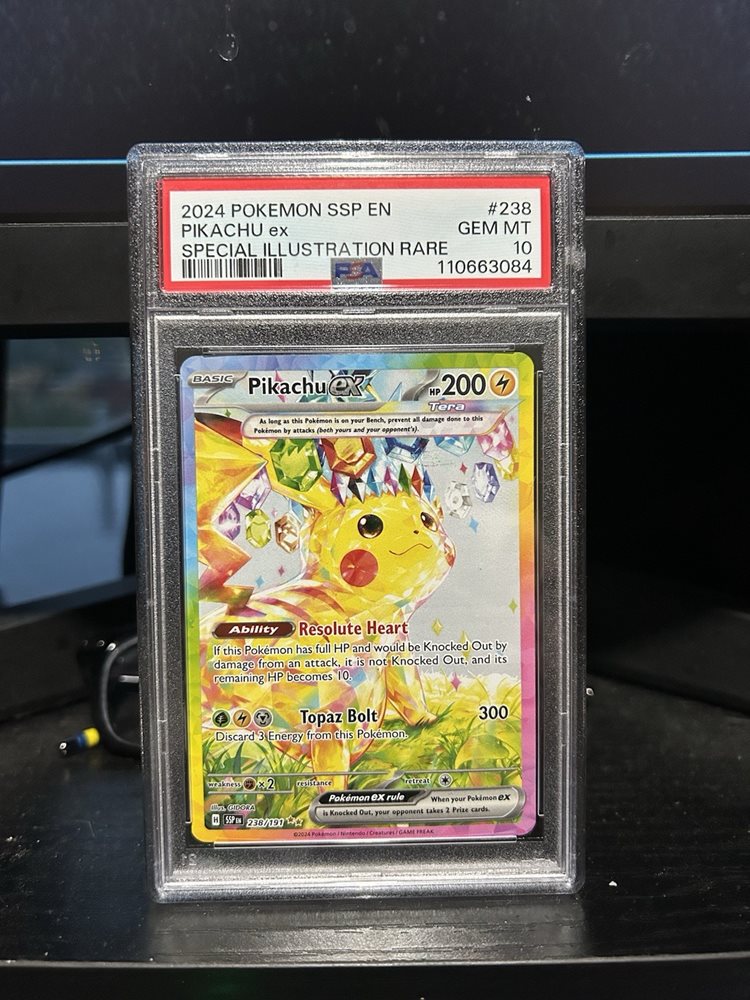 2024 POKEMON SSP EN #238
PIKACHU ex GEM MT
SPECIAL ILLUSTRATION RARE 10
PSA 110663084
BASIC Pikachu ex HP 200
Tera
As long as this Pokémon is on your Bench, prevent all damage done to this
Pokémon by attacks (both yours and your opponent's).
Ability Resolute Heart
If this Pokémon has full HP and would be Knocked Out by
damage from an attack, it is not Knocked Out, and its
remaining HP becomes 10.
Topaz Bolt 300
Discard 3 Energy from this Pokémon.
weakness ×2 resistance retreat
Pokémon ex rule When your Pokémon ex
is Knocked Out, your opponent takes 2 Prize cards.
Illus. GIDORA
H SSP EN 238/191
©2024 Pokémon / Nintendo / Creatures / GAME FREAK